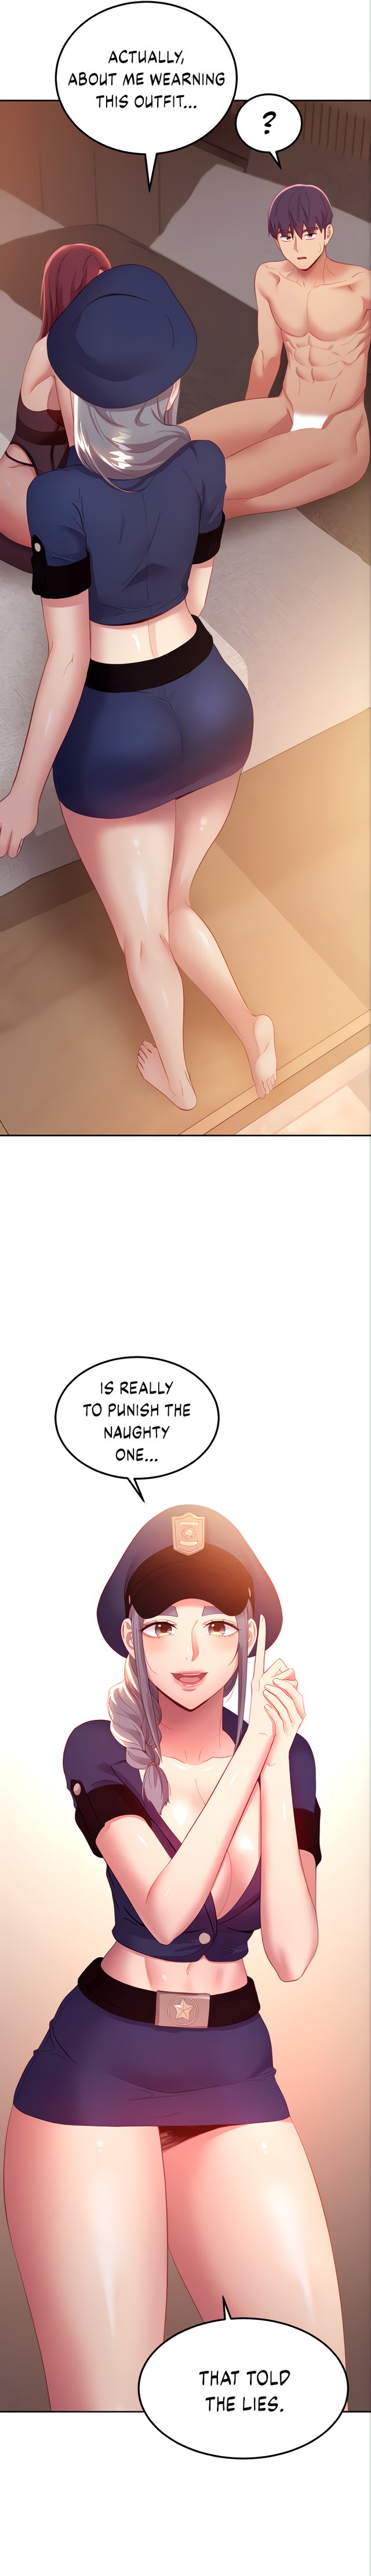 ACTUALLY,
ABOUT ME WEARNING
THIS OUTFIT...
?
IS REALLY
TO PUNISH THE
NAUGHTY
ONE...
THAT TOLD
THE LIES.